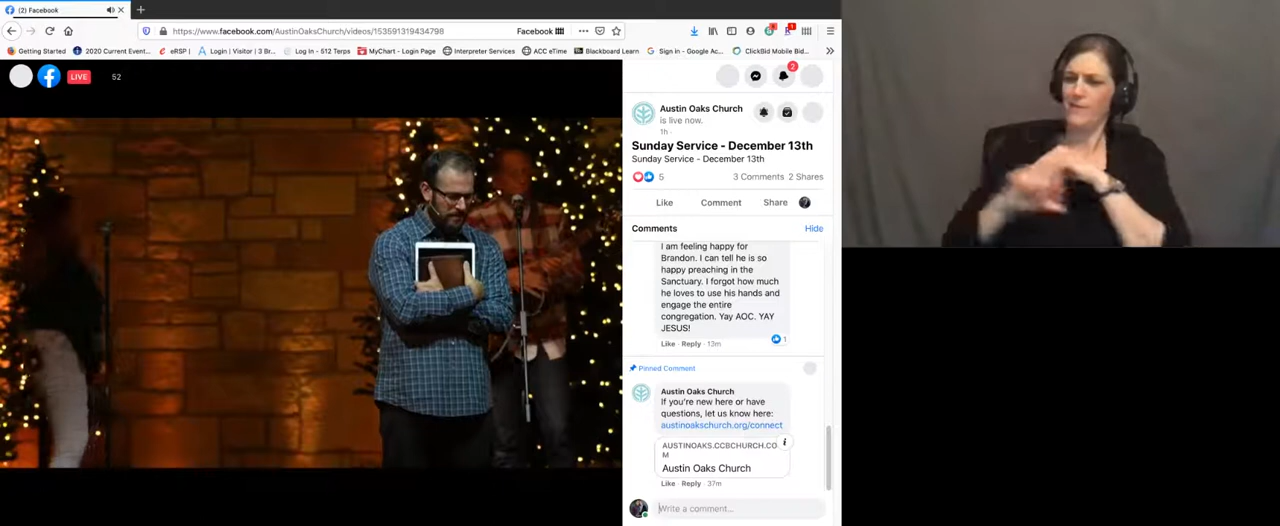 (2) Facebook
https://www.facebook.com/AustinOaksChurch/videos/153591319434798
Facebook
Getting Started
2020 Current Event...
eRSP |
Login | Visitor | 3 Br...
Log In ‹ 512 Terps
MyChart - Login Page
Interpreter Services
ACC eTime
Blackboard Learn
Sign in - Google Ac...
ClickBid Mobile Bid...
LIVE
52
2
Austin Oaks Church
is live now.
1h ·
Sunday Service - December 13th
Sunday Service - December 13th
5
3 Comments 2 Shares
Like
Comment
Share
Comments
Hide
I am feeling happy for
Brandon. I can tell he is so
happy preaching in the
Sanctuary. I forgot how much
he loves to use his hands and
engage the entire
congregation. Yay AOC. YAY
JESUS!
1
Like · Reply · 13m
Pinned Comment
Austin Oaks Church
If you're new here or have
questions, let us know here:
austinoakschurch.org/connect
AUSTINOAKS.CCBCHURCH.CO
M
Austin Oaks Church
Like · Reply · 37m
Write a comment...